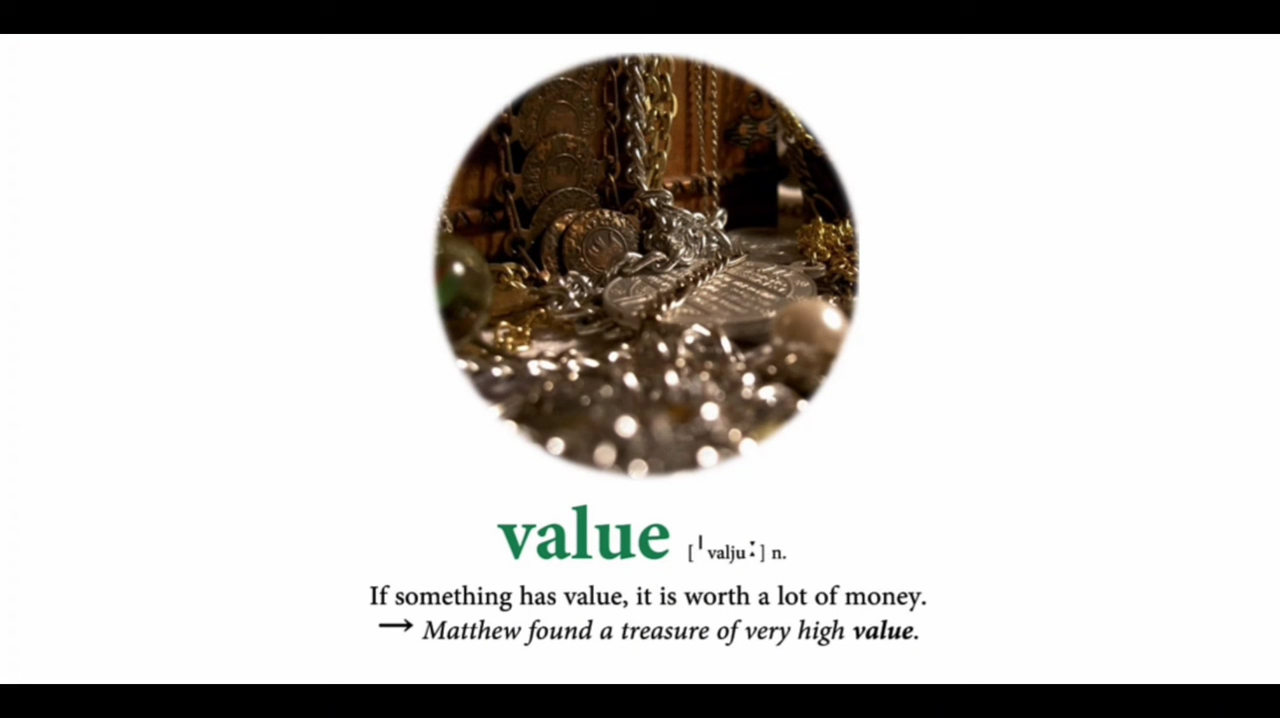 value [ˈvaljuː] n.
If something has value, it is worth a lot of money.
→ Matthew found a treasure of very high value.